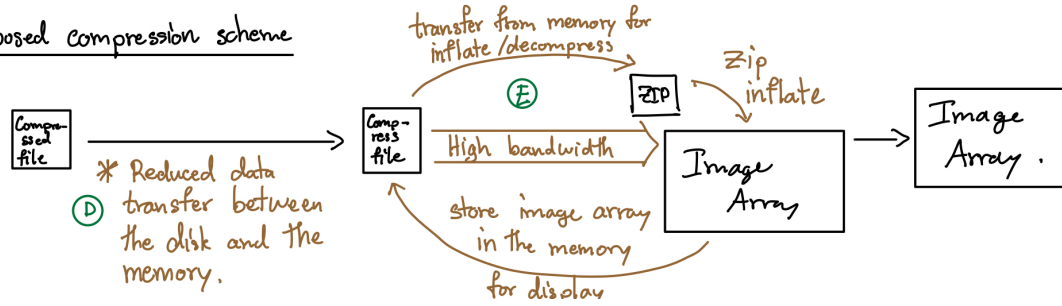 posed compression scheme
transfer from memory for
inflate/decompress
Zip
inflate
E
ZIP
Compre-
ssed
file
Comp-
ress
file
High bandwidth
Image
Array
Image
Array.
* Reduced data
D transfer between
the disk and the
memory.
store image array
in the memory
for display